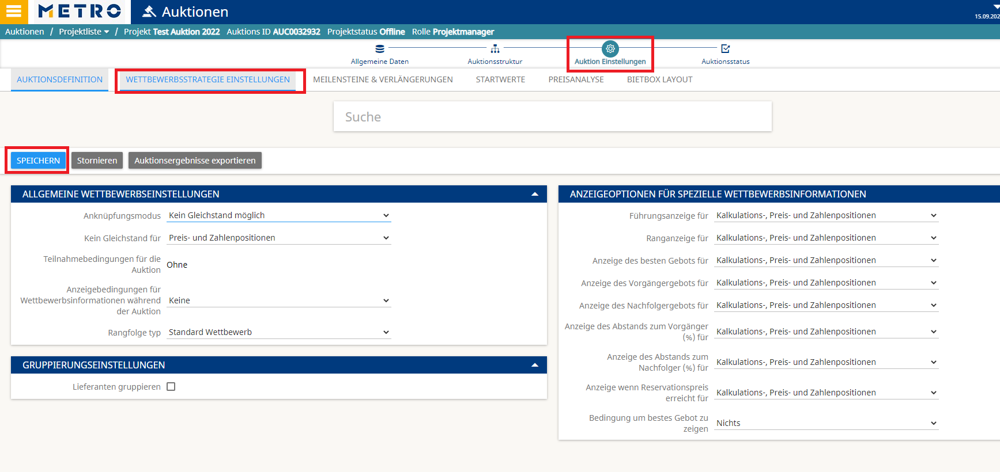 METRO
Auktionen
15.09.202
Auktionen / Projektliste / Projekt Test Auktion 2022 Auktions ID AUC0032932 Projektstatus Offline Rolle Projektmanager
Allgemeine Daten
Auktionsstruktur
Auktion Einstellungen
Auktionsstatus
AUKTIONSDEFINITION
WETTBEWERBSSTRATEGIE EINSTELLUNGEN
MEILENSTEINE & VERLÄNGERUNGEN
STARTWERTE
PREISANALYSE
BIETBOX LAYOUT
Suche
SPEICHERN
Stornieren
Auktionsergebnisse exportieren
ALLGEMEINE WETTBEWERBSEINSTELLUNGEN
Anknüpfungsmodus Kein Gleichstand möglich
Kein Gleichstand für Preis- und Zahlenpositionen
Teilnahmebedingungen für die
Auktion
Ohne
Anzeigebedingungen für
Wettbewerbsinformationen während
der Auktion
Keine
Rangfolge typ Standard Wettbewerb
GRUPPIERUNGSEINSTELLUNGEN
Lieferanten gruppieren
ANZEIGEOPTIONEN FÜR SPEZIELLE WETTBEWERBSINFORMATIONEN
Führungsanzeige für Kalkulations-, Preis- und Zahlenpositionen
Ranganzeige für Kalkulations-, Preis- und Zahlenpositionen
Anzeige des besten Gebots für Kalkulations-, Preis- und Zahlenpositionen
Anzeige des Vorgängergebots für Kalkulations-, Preis- und Zahlenpositionen
Anzeige des Nachfolgergebots für Kalkulations-, Preis- und Zahlenpositionen
Anzeige des Abstands zum Vorgänger
(%) für
Kalkulations-, Preis- und Zahlenpositionen
Anzeige des Abstands zum
Nachfolger (%) für
Kalkulations-, Preis- und Zahlenpositionen
Anzeige wenn Reservationspreis
erreicht für
Kalkulations-, Preis- und Zahlenpositionen
Bedingung um bestes Gebot zu
zeigen
Nichts